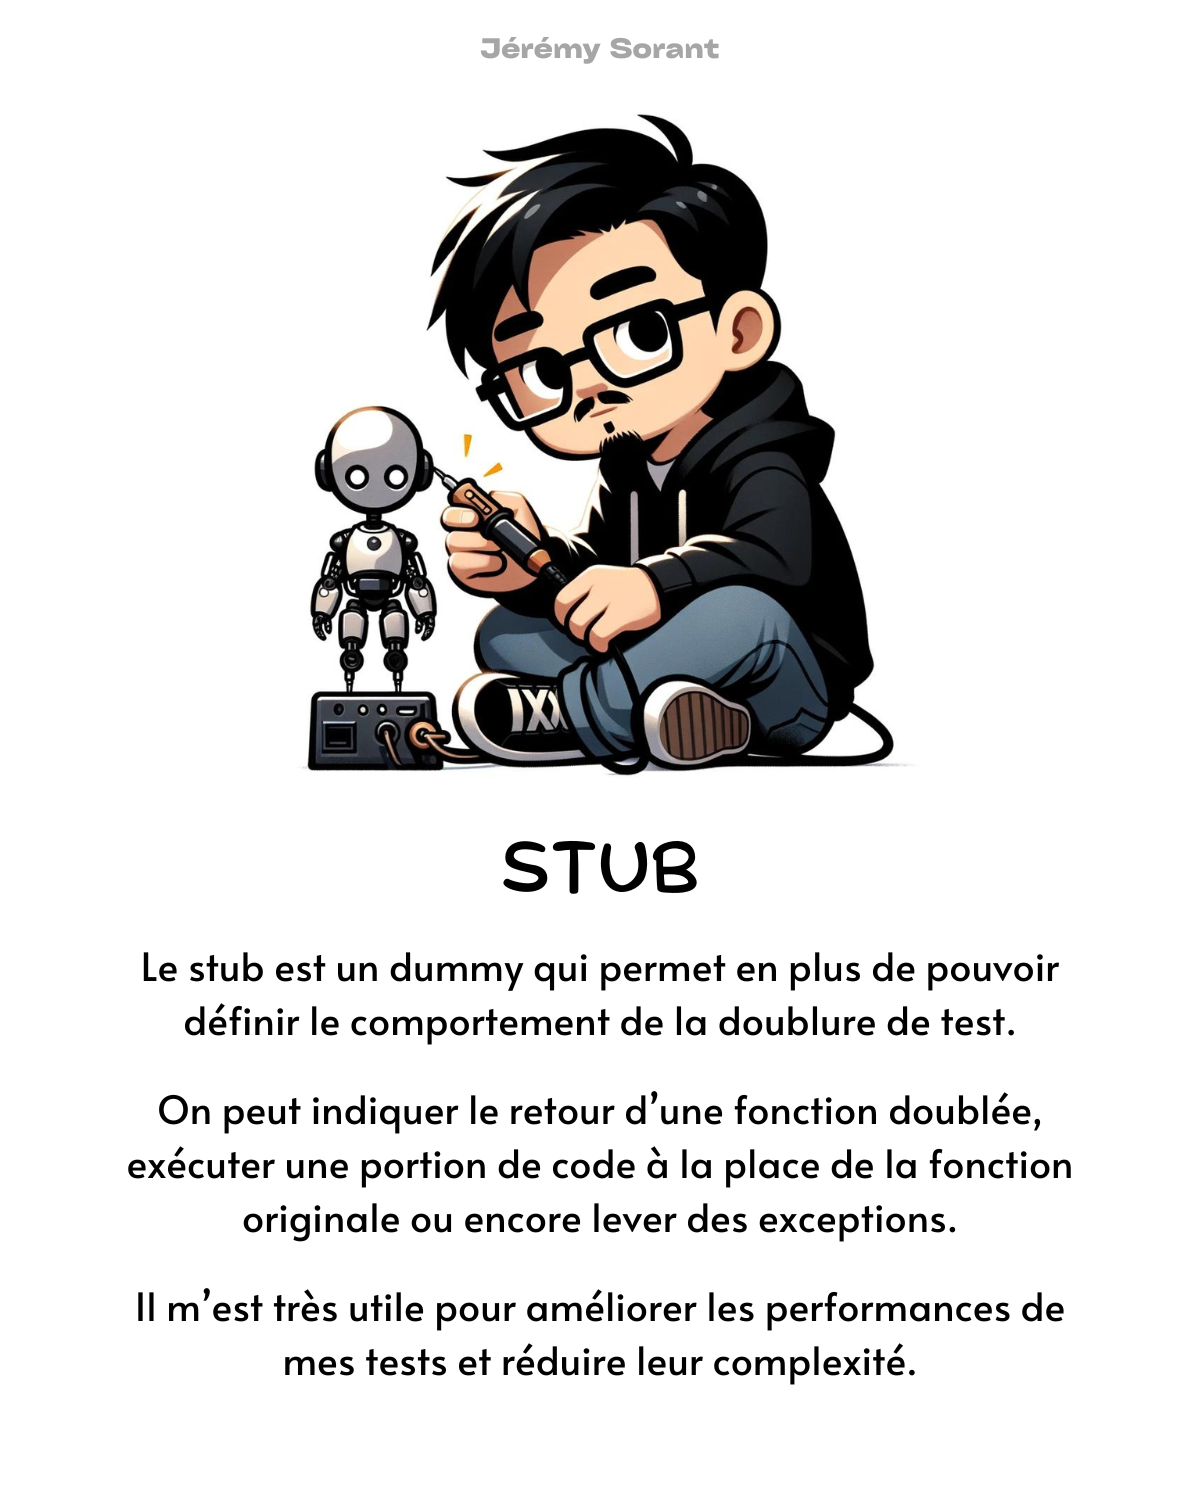 Jérémy Sorant
STUB
Le stub est un dummy qui permet en plus de pouvoir
définir le comportement de la doublure de test.
On peut indiquer le retour d’une fonction doublée,
exécuter une portion de code à la place de la fonction
originale ou encore lever des exceptions.
Il m’est très utile pour améliorer les performances de
mes tests et réduire leur complexité.